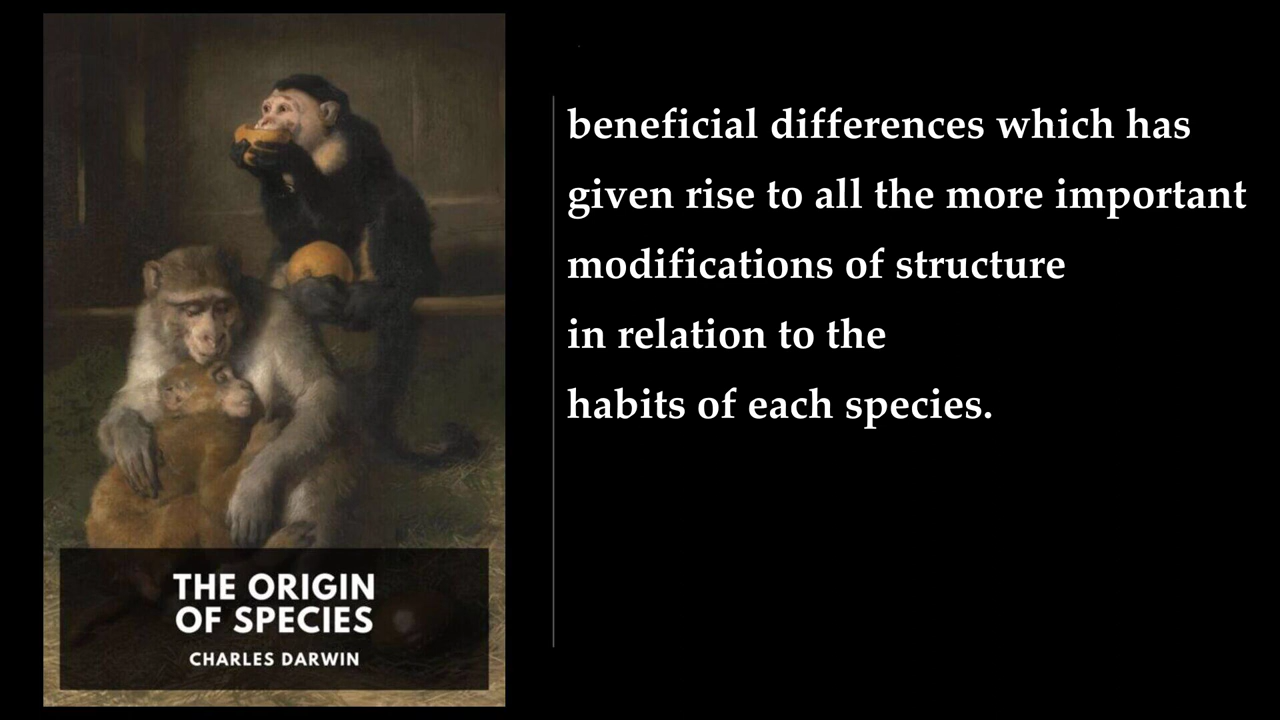 THE ORIGIN
OF SPECIES
CHARLES DARWIN
beneficial differences which has
given rise to all the more important
modifications of structure
in relation to the
habits of each species.